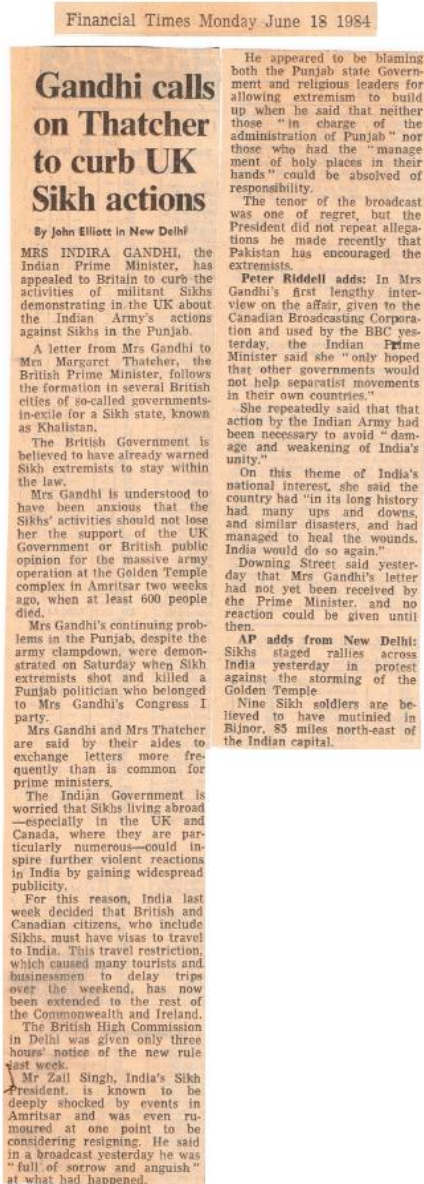 Financial Times Monday June 18 1984
Gandhi calls
on Thatcher
to curb UK
Sikh actions
By John Elliott in New Delhi
MRS INDIRA GANDHI, the
Indian Prime Minister, has
appealed to Britain to curb the
activities of militant Sikhs
demonstrating in the UK about
the Indian Army's actions
against Sikhs in the Punjab.
A letter from Mrs Gandhi to
Mrs Margaret Thatcher, the
British Prime Minister, follows
the formation in several British
cities of so-called governments-
in-exile for a Sikh state, known
as Khalistan.
The British Government is
believed to have already warned
Sikh extremists to stay within
the law.
Mrs Gandhi is understood to
have been anxious that the
Sikhs' activities should not lose
her the support of the UK
Government or British public
opinion for the massive army
operation at the Golden Temple
complex in Amritsar two weeks
ago, when at least 600 people
died.
Mrs Gandhi's continuing prob-
lems in the Punjab, despite the
army clampdown, were demon-
strated on Saturday when Sikh
extremists shot and killed a
Punjab politician who belonged
to Mrs Gandhi's Congress I
party.
Mrs Gandhi and Mrs Thatcher
are said by their aides to
exchange letters more fre-
quently than is common for
prime ministers.
The Indian Government is
worried that Sikhs living abroad
—especially in the UK and
Canada, where they are par-
ticularly numerous—could in-
spire further violent reactions
in India by gaining widespread
publicity.
For this reason, India last
week decided that British and
Canadian citizens, who include
Sikhs, must have visas to travel
to India. This travel restriction,
which caused many tourists and
businessmen to delay trips
over the weekend, has now
been extended to the rest of
the Commonwealth and Ireland.
The British High Commission
in Delhi was given only three
hours' notice of the new rule
last week.
Mr Zail Singh, India's Sikh
President, is known to be
deeply shocked by events in
Amritsar and was even ru-
moured at one point to be
considering resigning. He said
in a broadcast yesterday he was
"full of sorrow and anguish"
at what had happened.
He appeared to be blaming
both the Punjab state Govern-
ment and religious leaders for
allowing extremism to build
up when he said that neither
those "in charge of the
administration of Punjab" nor
those who had the "manage
ment of holy places in their
hands" could be absolved of
responsibility.
The tenor of the broadcast
was one of regret, but the
President did not repeat allega-
tions he made recently that
Pakistan has encouraged the
extremists.
Peter Riddell adds: In Mrs
Gandhi's first lengthy inter-
view on the affair, given to the
Canadian Broadcasting Corpora-
tion and used by the BBC yes-
terday, the Indian Prime
Minister said she "only hoped
that other governments would
not help separatist movements
in their own countries."
She repeatedly said that that
action by the Indian Army had
been necessary to avoid "dam-
age and weakening of India's
unity."
On this theme of India's
national interest, she said the
country had "in its long history
had many ups and downs,
and similar disasters, and had
managed to heal the wounds.
India would do so again."
Downing Street said yester-
day that Mrs Gandhi's letter
had not yet been received by
the Prime Minister, and no
reaction could be given until
then.
AP adds from New Delhi:
Sikhs staged rallies across
India yesterday in protest
against the storming of the
Golden Temple
Nine Sikh soldiers are be-
lieved to have mutinied in
Bijnor, 85 miles north-east of
the Indian capital.